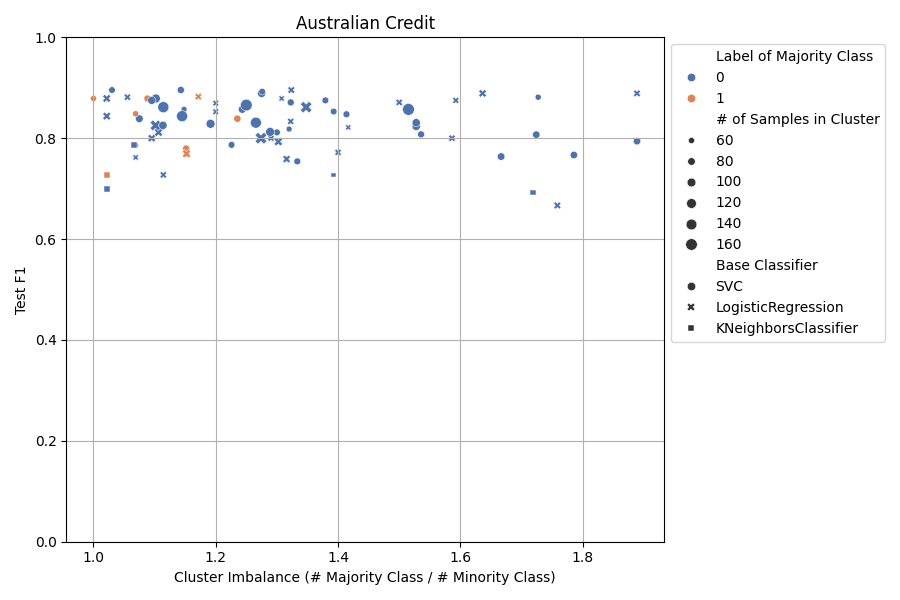 Australian Credit
Test F1
1.0
0.8
0.6
0.4
0.2
0.0
1.0
1.2
1.4
1.6
1.8
Cluster Imbalance (# Majority Class / # Minority Class)
Label of Majority Class
0
1
# of Samples in Cluster
60
80
100
120
140
160
Base Classifier
SVC
LogisticRegression
KNeighborsClassifier